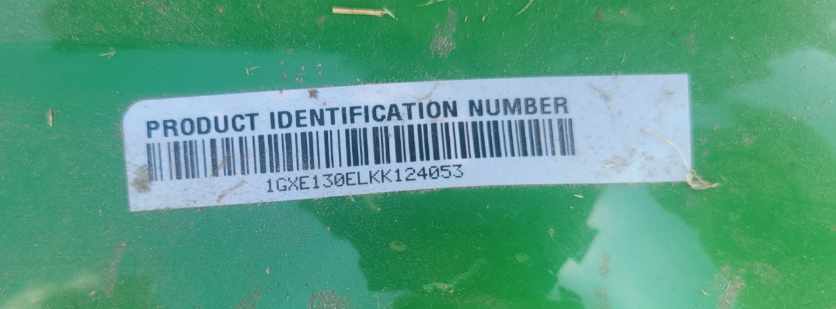 PRODUCT IDENTIFICATION NUMBER
1GXE130ELKK124053